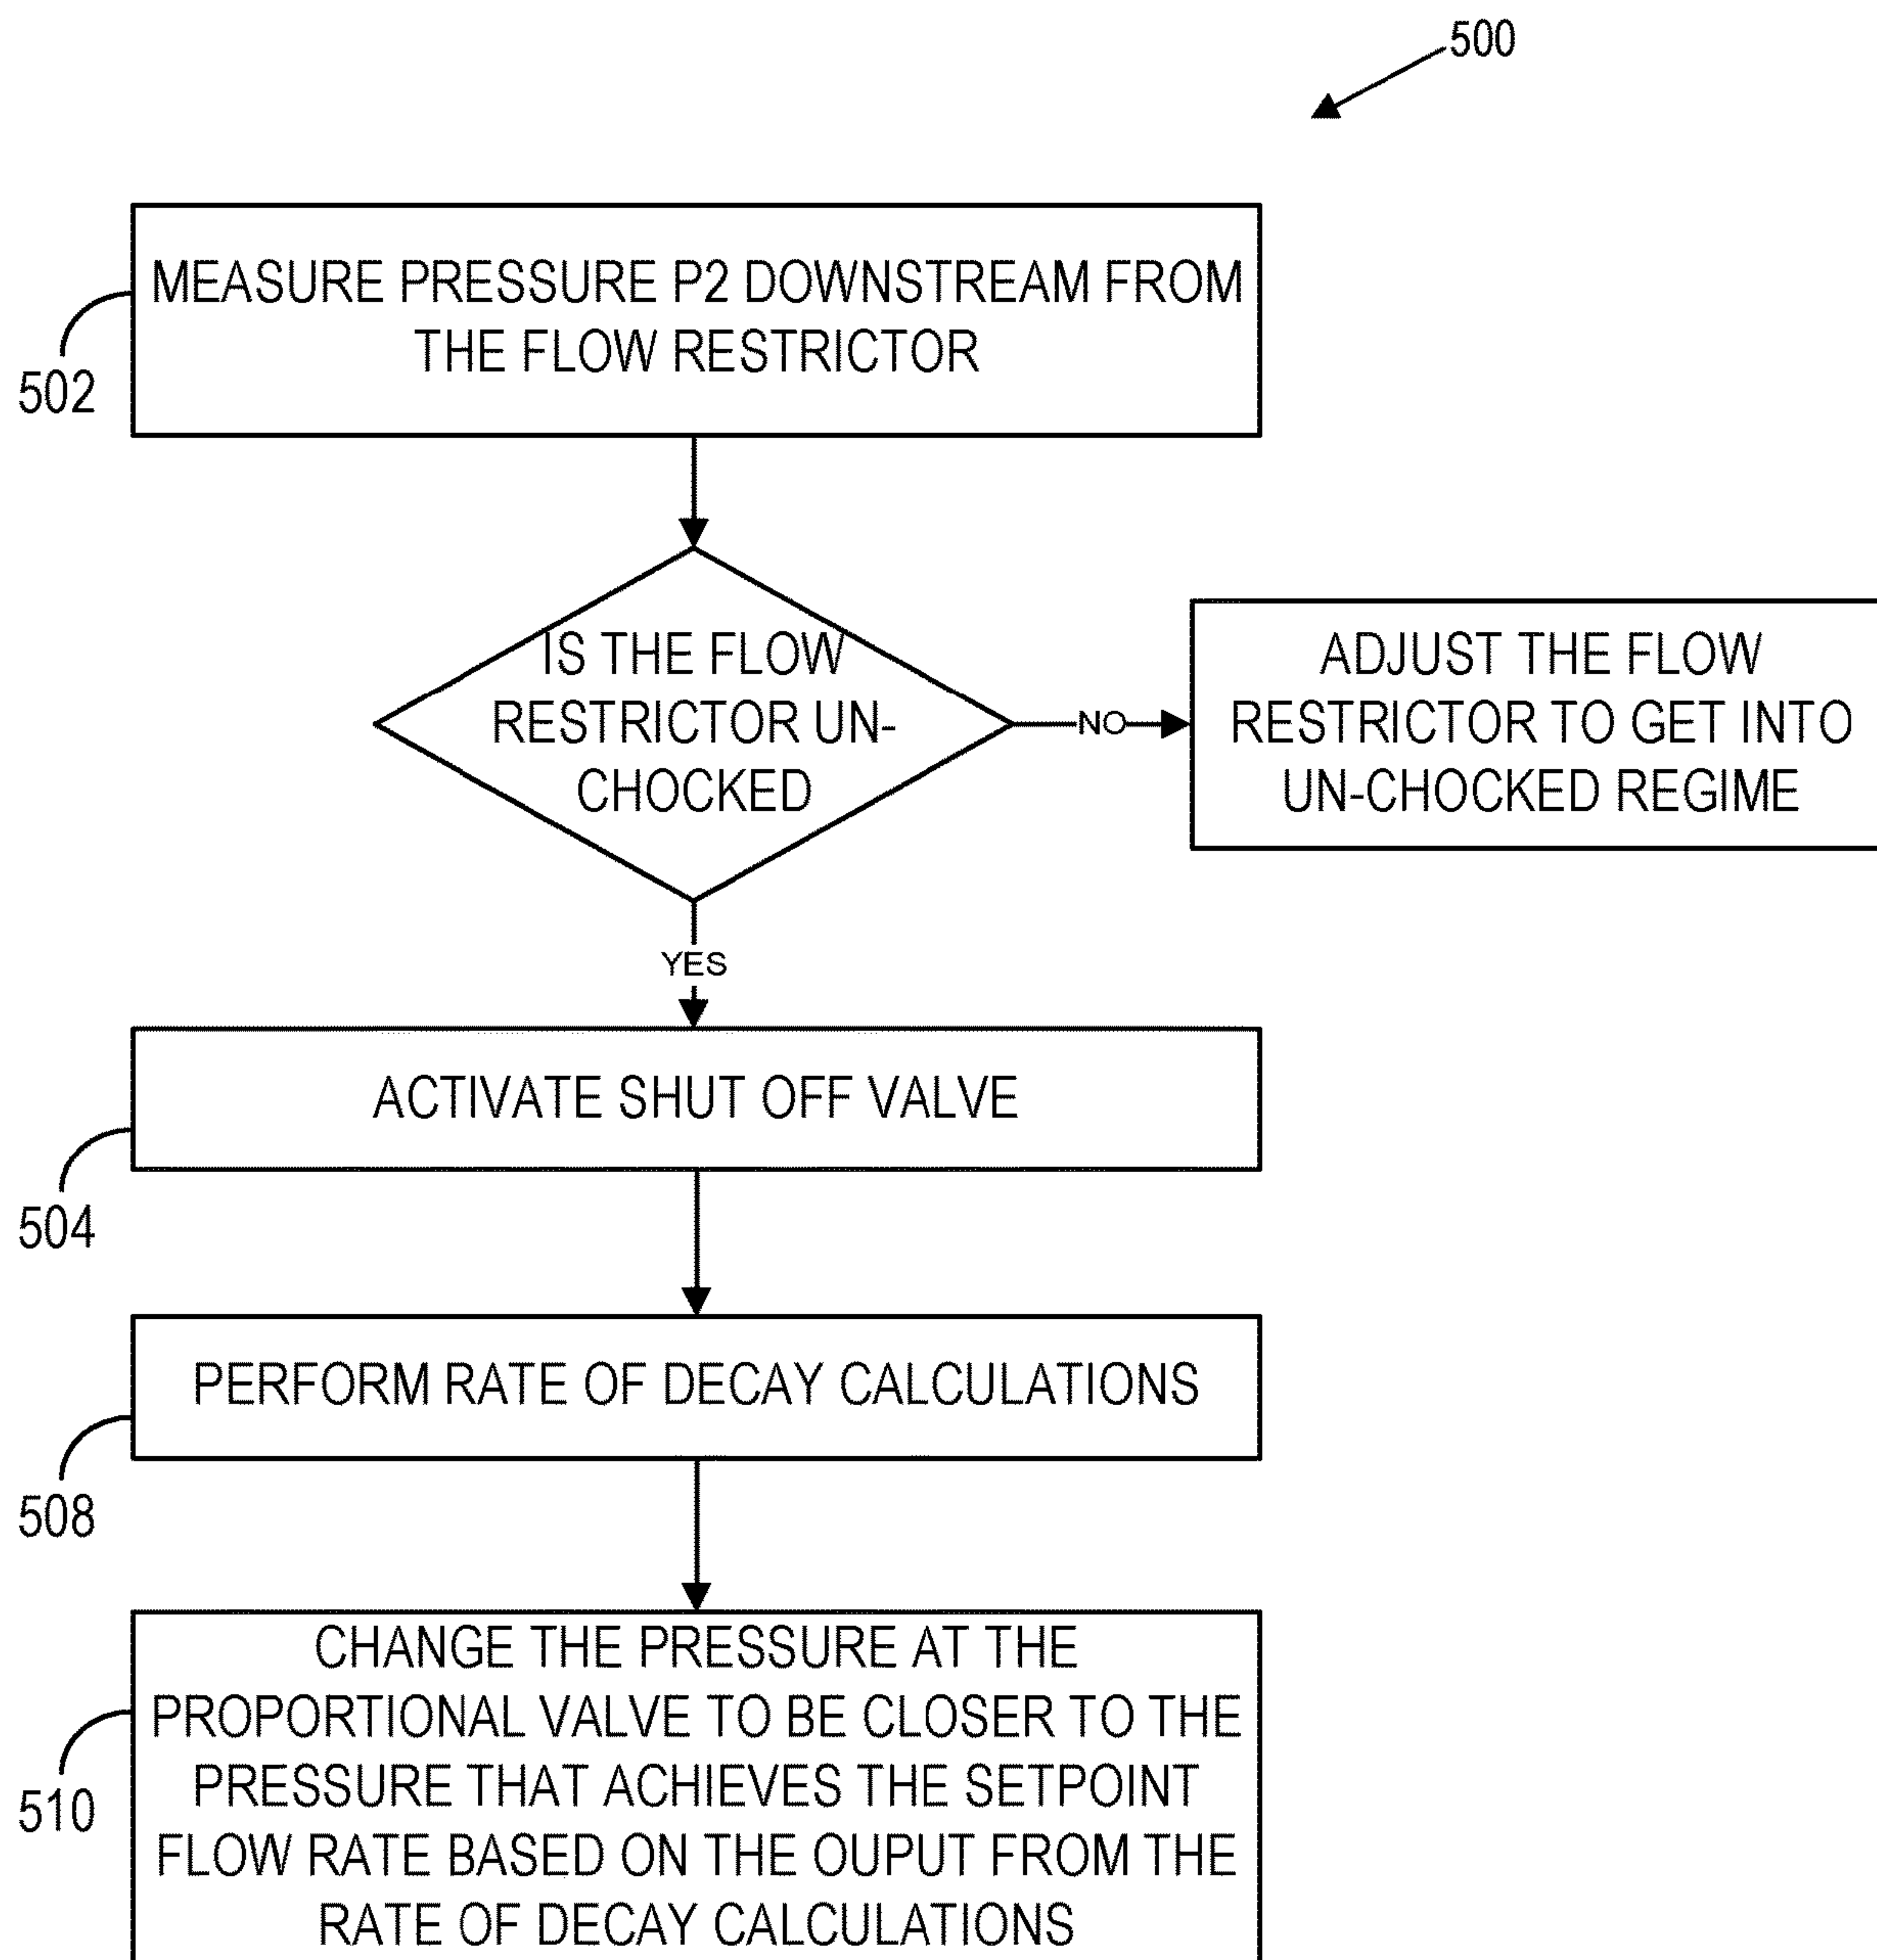 500
MEASURE PRESSURE P2 DOWNSTREAM FROM
THE FLOW RESTRICTOR
502
IS THE FLOW
RESTRICTOR UN-
CHOCKED
NO
ADJUST THE FLOW
RESTRICTOR TO GET INTO
UN-CHOCKED REGIME
YES
ACTIVATE SHUT OFF VALVE
504
PERFORM RATE OF DECAY CALCULATIONS
508
CHANGE THE PRESSURE AT THE
PROPORTIONAL VALVE TO BE CLOSER TO THE
PRESSURE THAT ACHIEVES THE SETPOINT
FLOW RATE BASED ON THE OUPUT FROM THE
RATE OF DECAY CALCULATIONS
510